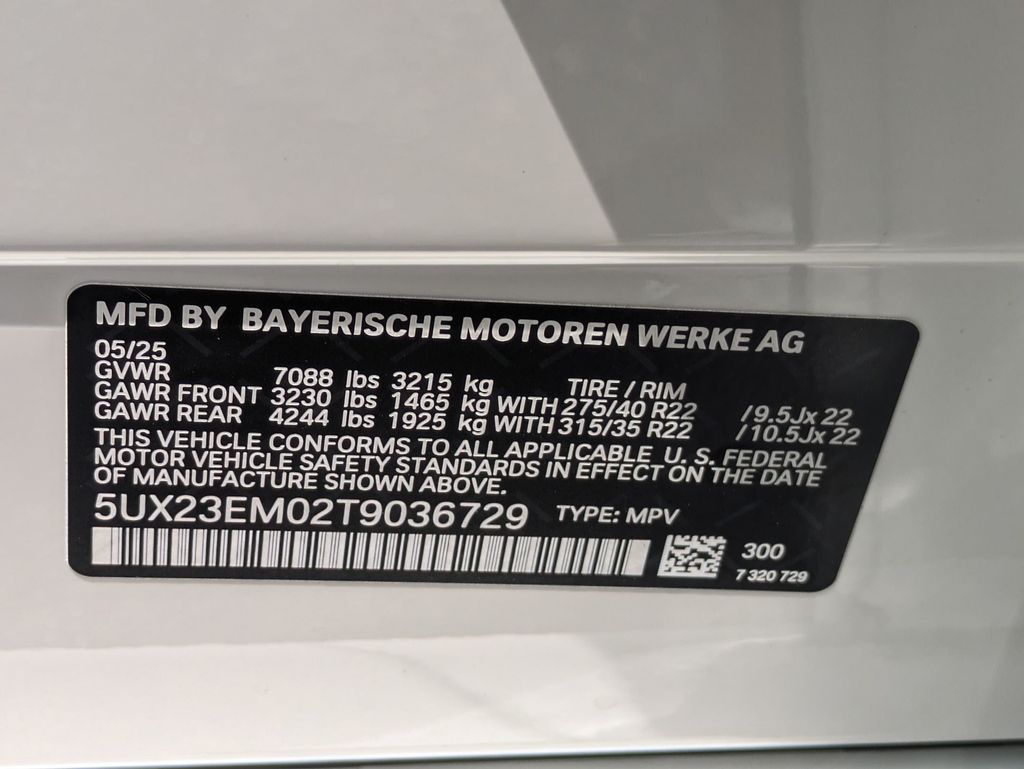 MFD BY BAYERISCHE MOTOREN WERKE AG
05/25
GVWR 7088 lbs 3215 kg TIRE / RIM
GAWR FRONT 3230 lbs 1465 kg WITH 275/40 R22 /9.5Jx 22
GAWR REAR 4244 lbs 1925 kg WITH 315/35 R22 /10.5Jx 22
THIS VEHICLE CONFORMS TO ALL APPLICABLE U. S. FEDERAL
MOTOR VEHICLE SAFETY STANDARDS IN EFFECT ON THE DATE
OF MANUFACTURE SHOWN ABOVE.
5UX23EM02T9036729 TYPE: MPV
300
7 320 729